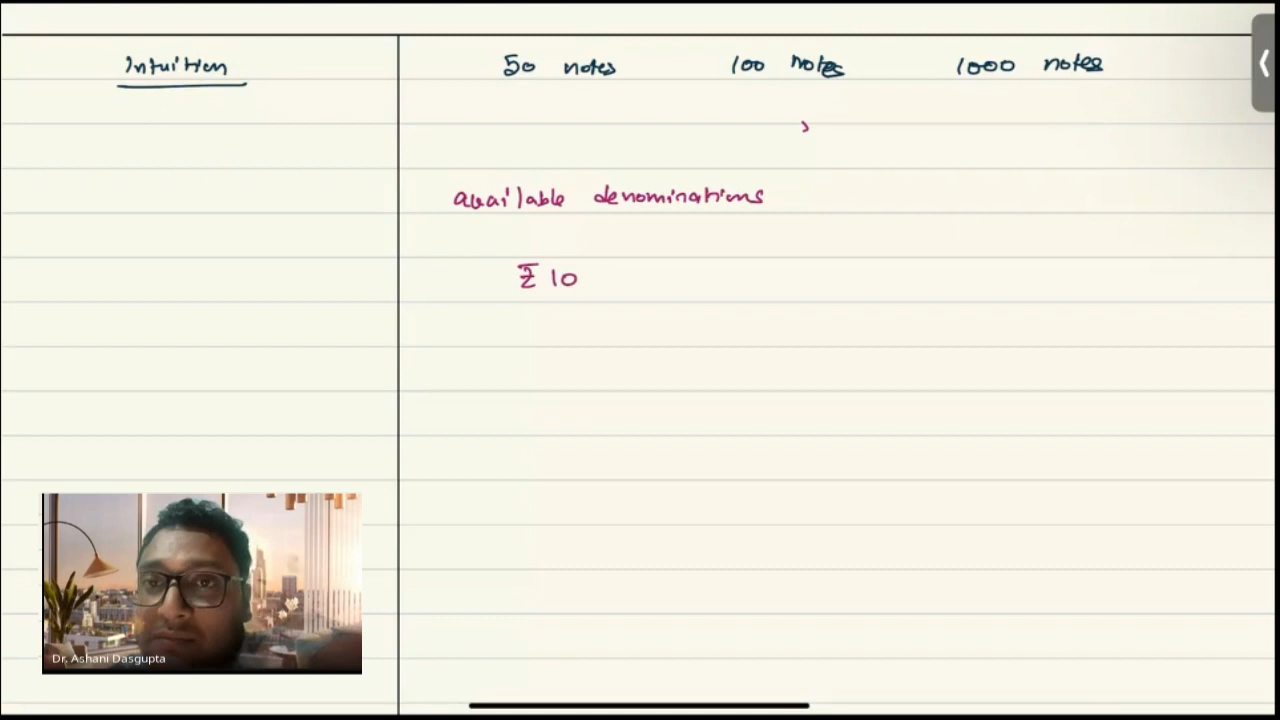 Intuition 50 notes 100 notes 1000 notes
available denominations
₹ 10
Dr. Ashani Dasgupta